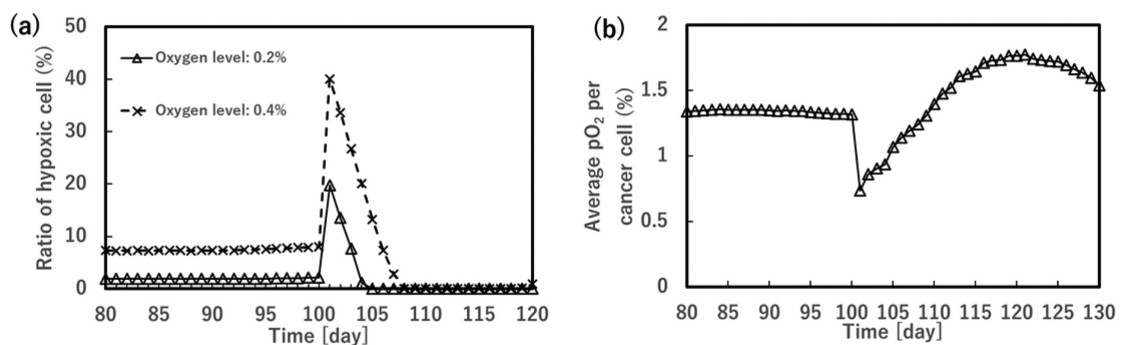 (a)
Ratio of hypoxic cell (%)
50
40
30
20
10
0
Oxygen level: 0.2%
Oxygen level: 0.4%
80 85 90 95 100 105 110 115 120
Time [day]
(b)
Average pO₂ per
cancer cell (%)
2
1.5
1
0.5
0
80 85 90 95 100 105 110 115 120 125 130
Time [day]